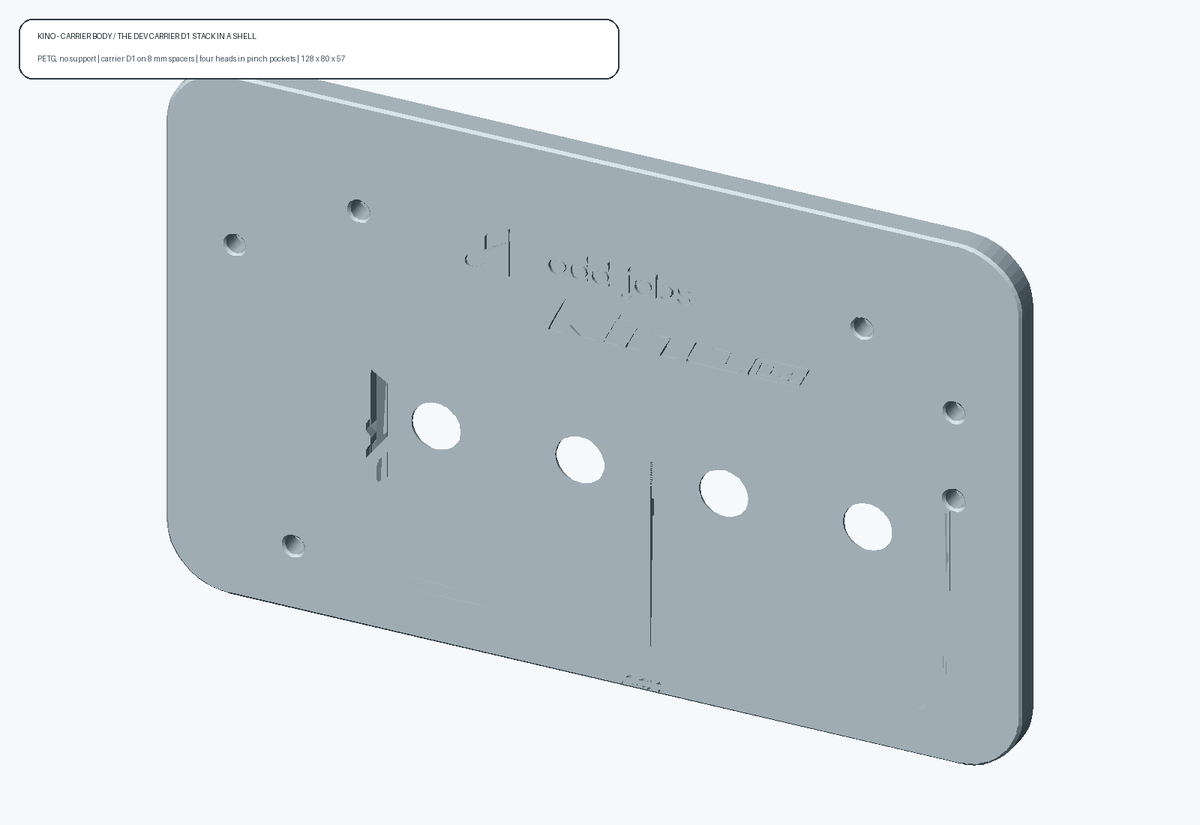 KINO - CARRIER BODY / THE DEV CARRIER D1 STACK IN A SHELL
PETG, no support | carrier D1 on 8 mm spacers | four heads in pinch pockets | 128 x 80 x 57
odd jobs
kino